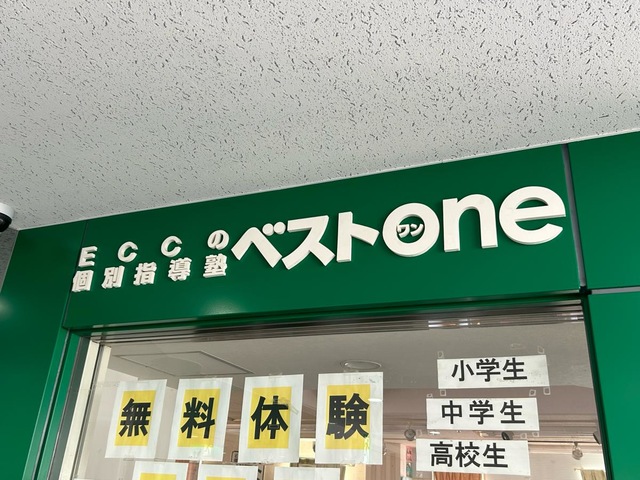 ECCの
個別指導塾
ベストone
ワン
無料体験
小学生
中学生
高校生